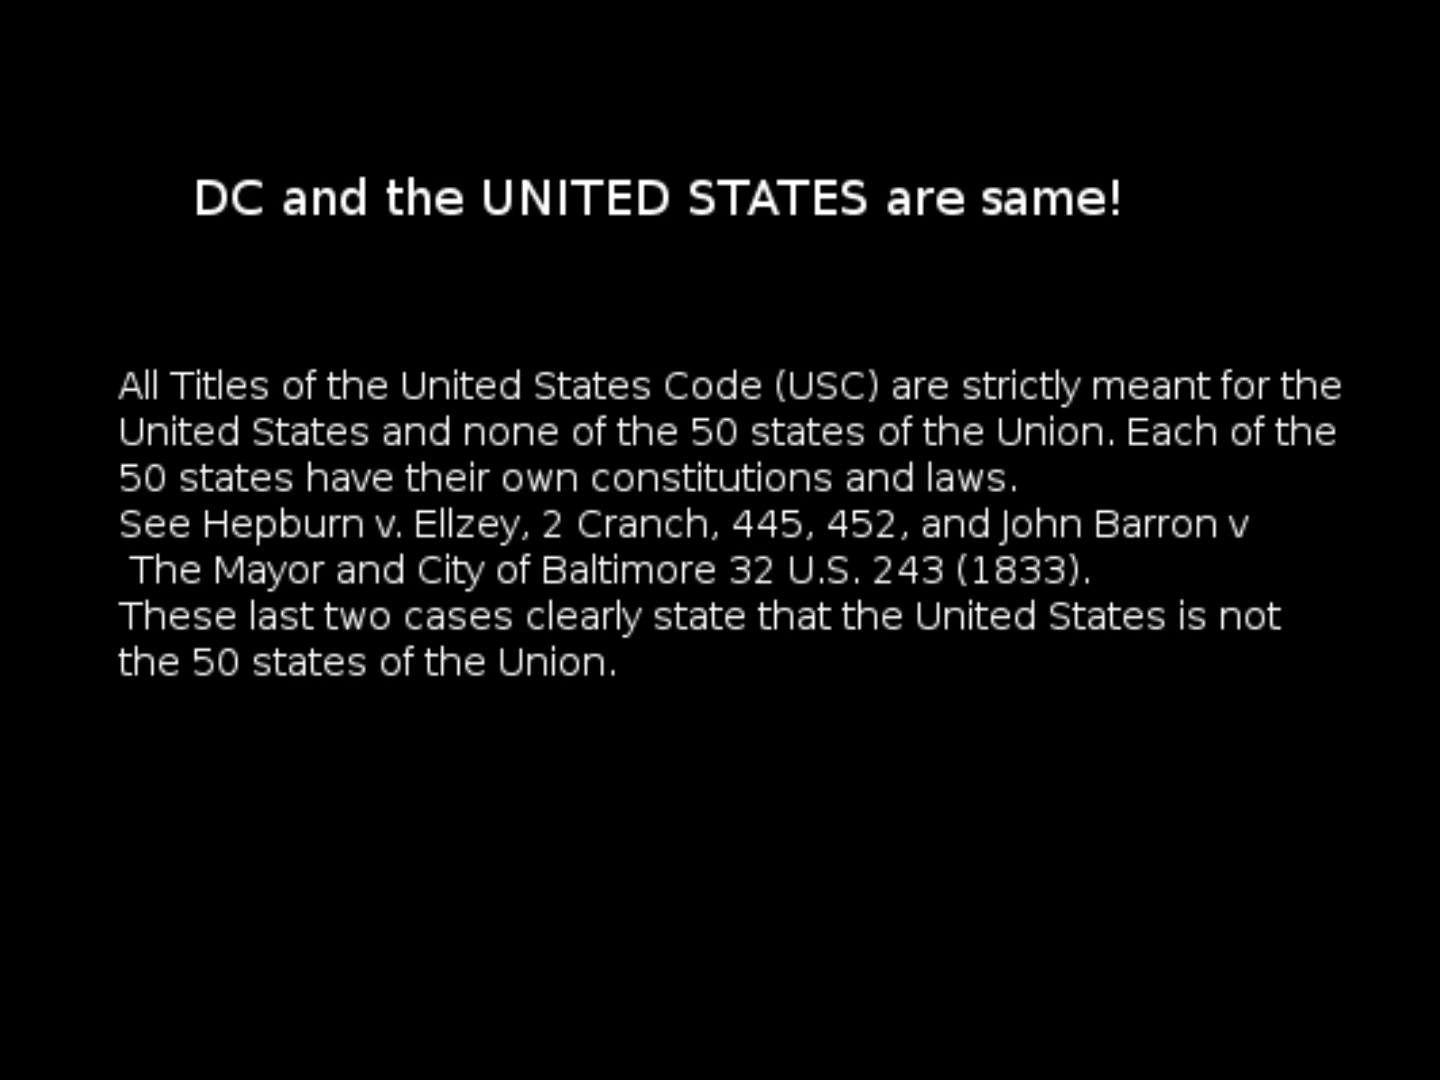 DC and the UNITED STATES are same!
All Titles of the United States Code (USC) are strictly meant for the
United States and none of the 50 states of the Union. Each of the
50 states have their own constitutions and laws.
See Hepburn v. Ellzey, 2 Cranch, 445, 452, and John Barron v
The Mayor and City of Baltimore 32 U.S. 243 (1833).
These last two cases clearly state that the United States is not
the 50 states of the Union.